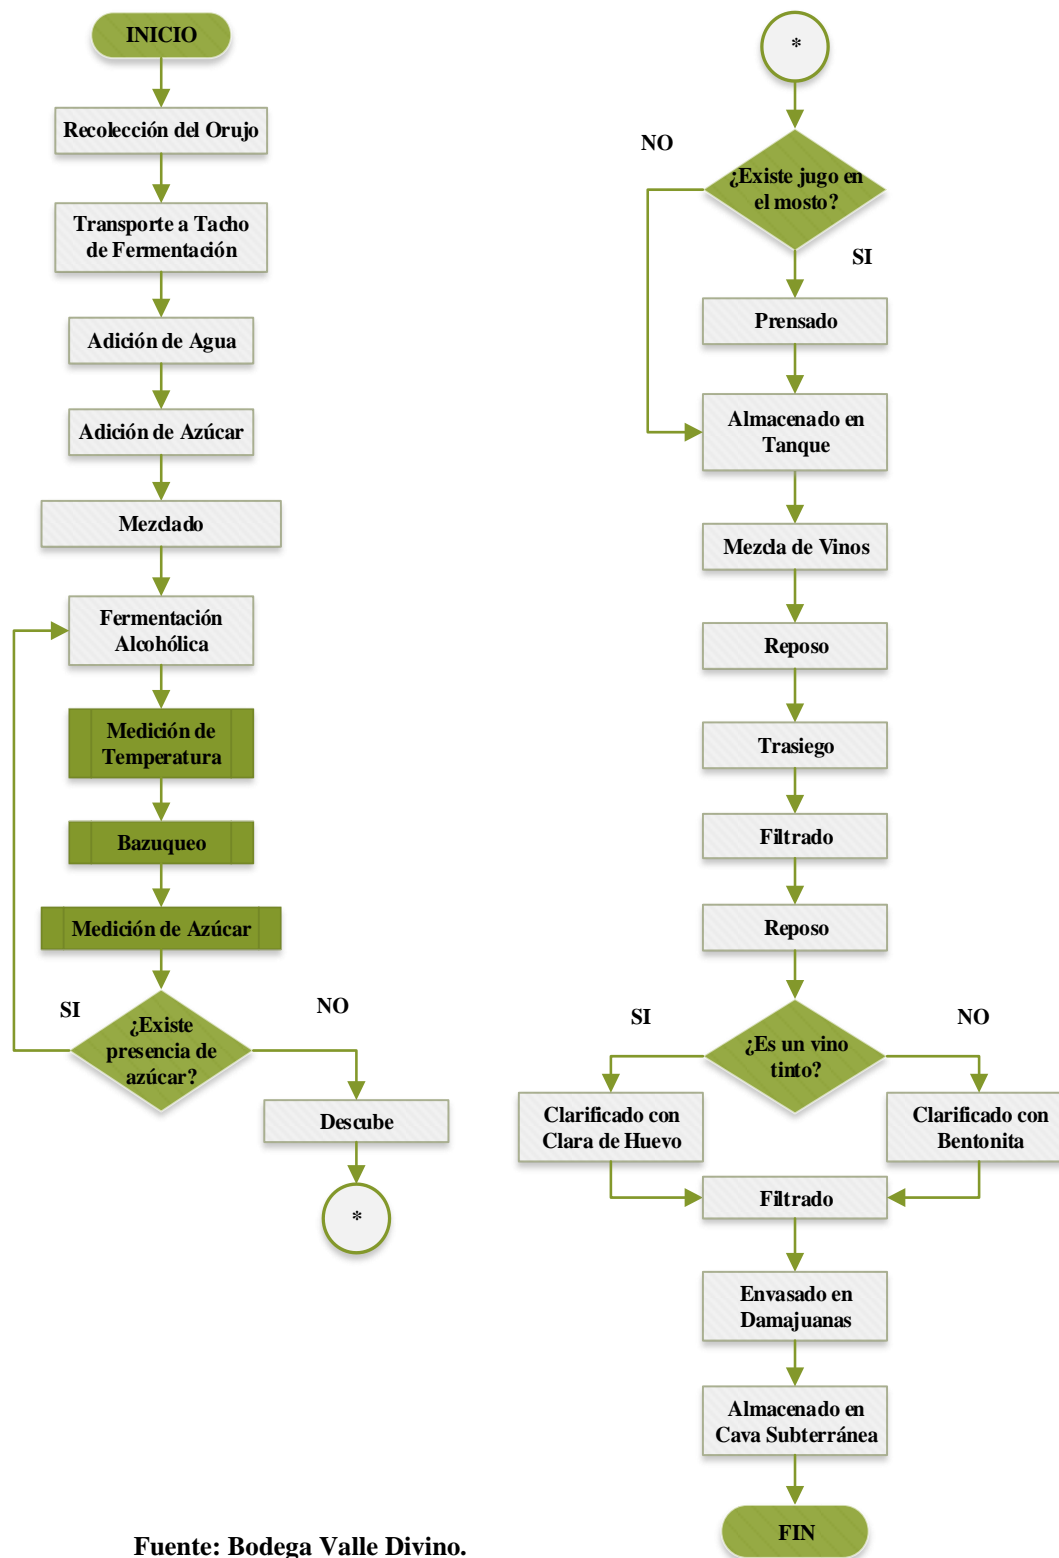 INICIO
Recolección del Orujo
Transporte a Tacho
de Fermentación
Adición de Agua
Adición de Azúcar
Mezclado
Fermentación
Alcohólica
Medición de
Temperatura
Bazuqueo
Medición de Azúcar
SI
NO
¿Existe
presencia de
azúcar?
Descube
*
*
NO
¿Existe jugo en
el mosto?
SI
Prensado
Almacenado en
Tanque
Mezcla de Vinos
Reposo
Trasiego
Filtrado
Reposo
SI
NO
¿Es un vino
tinto?
Clarificado con
Clara de Huevo
Clarificado con
Bentonita
Filtrado
Envasado en
Damajuanas
Almacenado en
Cava Subterránea
FIN
Fuente: Bodega Valle Divino.